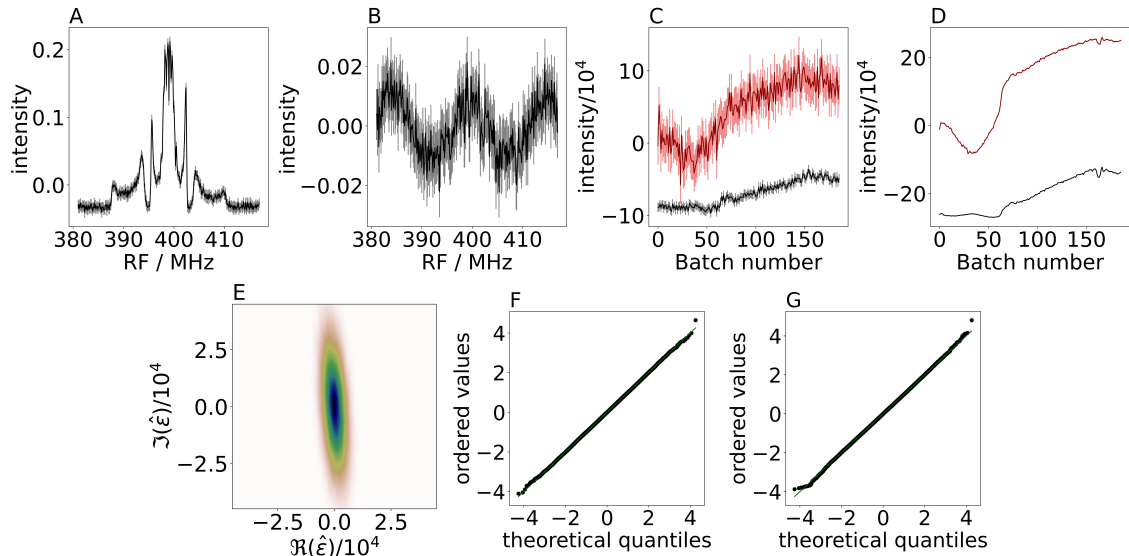 A
intensity
0.2
0.1
0.0
380 390 400 410
RF / MHz
B
intensity
0.02
0.00
−0.02
380 390 400 410
RF / MHz
C
intensity/10⁴
10
0
−10
0 50 100 150
Batch number
D
intensity/10⁴
20
0
−20
0 50 100 150
Batch number
E
ℑ(ε̂)/10⁴
2.5
0.0
−2.5
−2.5 0.0 2.5
ℜ(ε̂)/10⁴
F
ordered values
4
2
0
−2
−4
−4 −2 0 2 4
theoretical quantiles
G
ordered values
4
2
0
−2
−4
−4 −2 0 2 4
theoretical quantiles